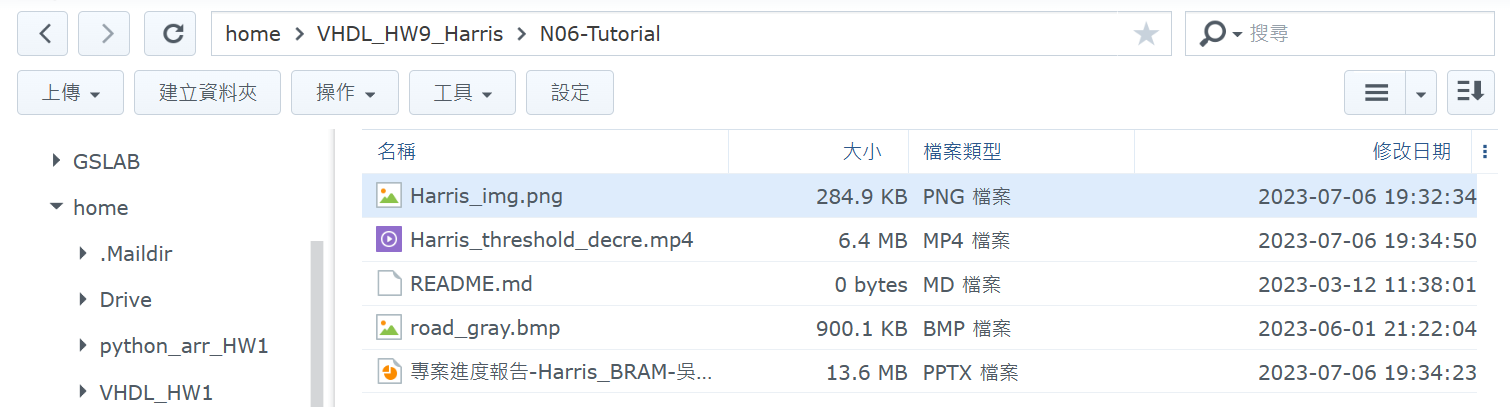 home > VHDL_HW9_Harris > N06-Tutorial 搜尋
上傳 建立資料夾 操作 工具 設定
GSLAB
home
.Maildir
Drive
python_arr_HW1
VHDL_HW1
名稱 大小 檔案類型 修改日期
Harris_img.png 284.9 KB PNG 檔案 2023-07-06 19:32:34
Harris_threshold_decre.mp4 6.4 MB MP4 檔案 2023-07-06 19:34:50
README.md 0 bytes MD 檔案 2023-03-12 11:38:01
road_gray.bmp 900.1 KB BMP 檔案 2023-06-01 21:22:04
專案進度報告-Harris_BRAM-吳... 13.6 MB PPTX 檔案 2023-07-06 19:34:23